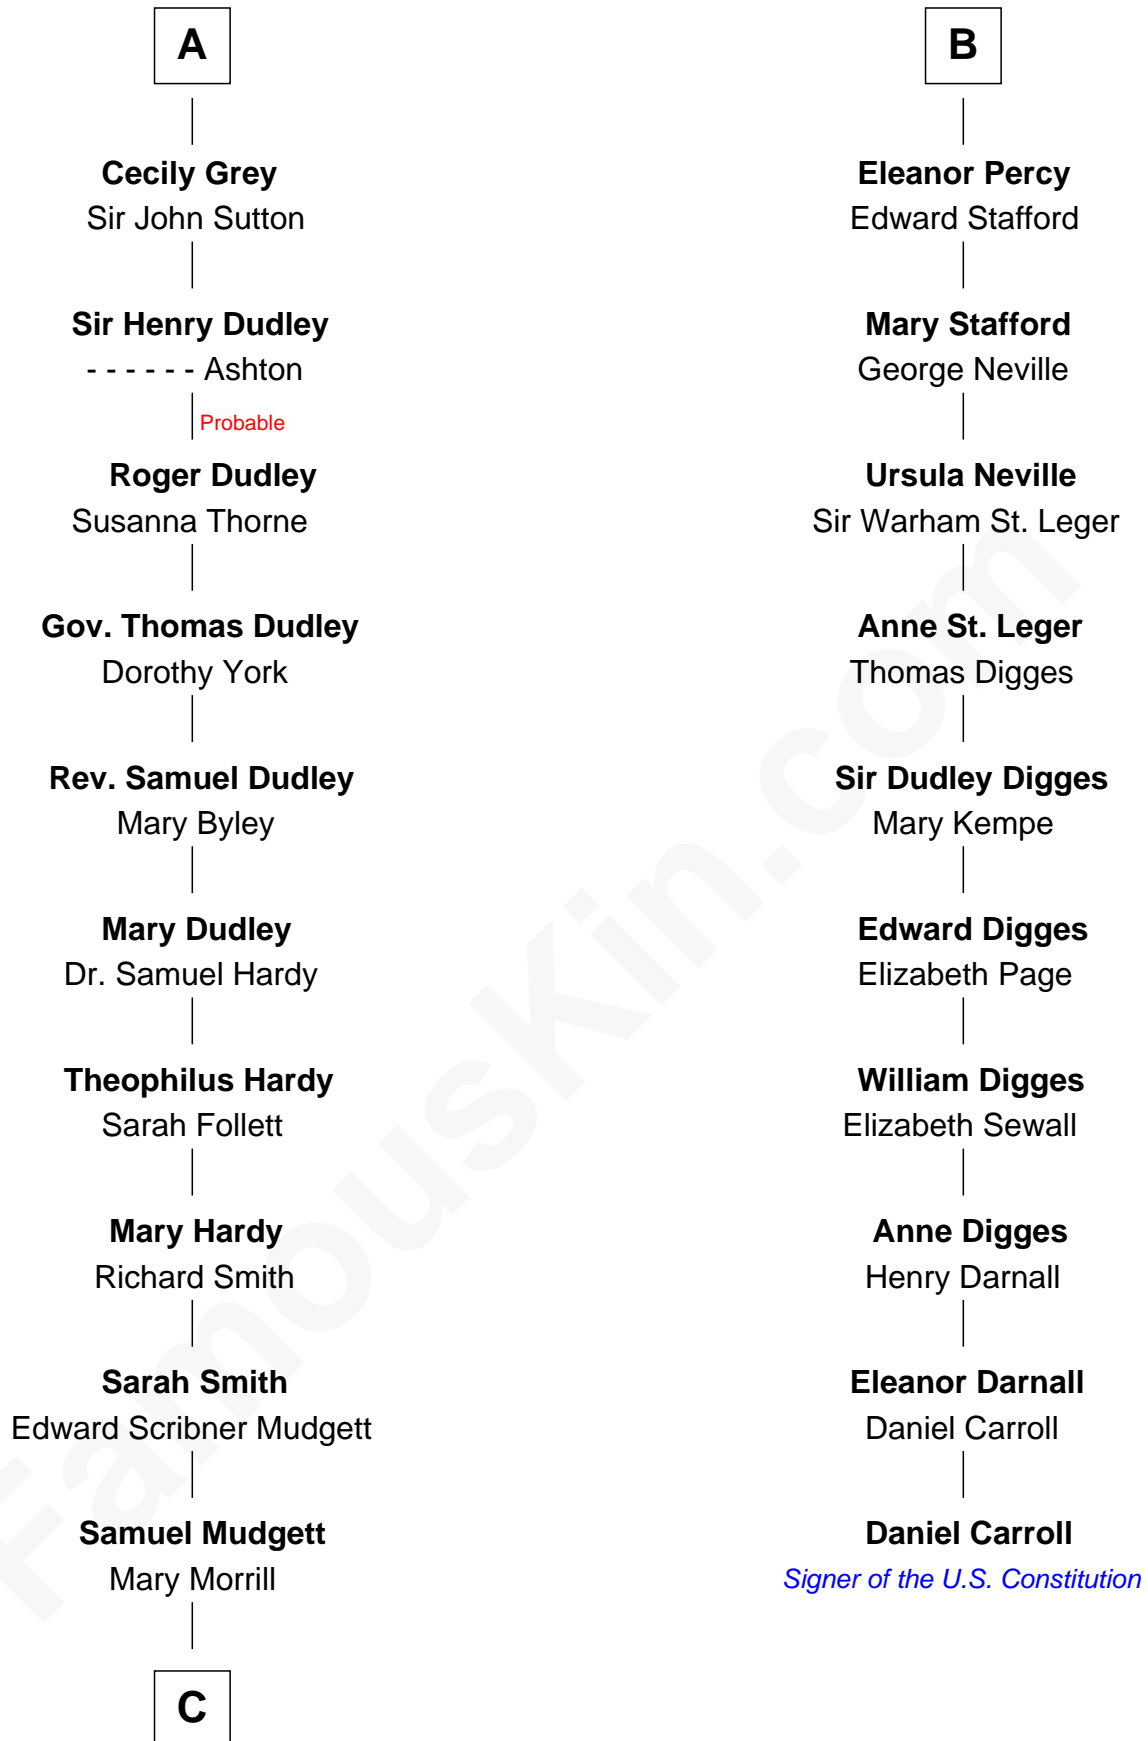 A
Cecily Grey
Sir John Sutton
Sir Henry Dudley
- - - - - - Ashton
Probable
Roger Dudley
Susanna Thorne
Gov. Thomas Dudley
Dorothy York
Rev. Samuel Dudley
Mary Byley
Mary Dudley
Dr. Samuel Hardy
Theophilus Hardy
Sarah Follett
Mary Hardy
Richard Smith
Sarah Smith
Edward Scribner Mudgett
Samuel Mudgett
Mary Morrill
C
B
Eleanor Percy
Edward Stafford
Mary Stafford
George Neville
Ursula Neville
Sir Warham St. Leger
Anne St. Leger
Thomas Digges
Sir Dudley Digges
Mary Kempe
Edward Digges
Elizabeth Page
William Digges
Elizabeth Sewall
Anne Digges
Henry Darnall
Eleanor Darnall
Daniel Carroll
Daniel Carroll
Signer of the U.S. Constitution
FamousKin.com